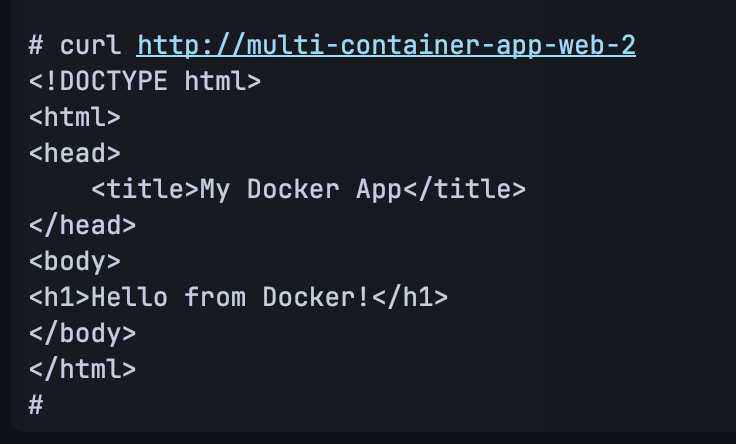 # curl http://multi-container-app-web-2
<!DOCTYPE html>
<html>
<head>
    <title>My Docker App</title>
</head>
<body>
<h1>Hello from Docker!</h1>
</body>
</html>
#